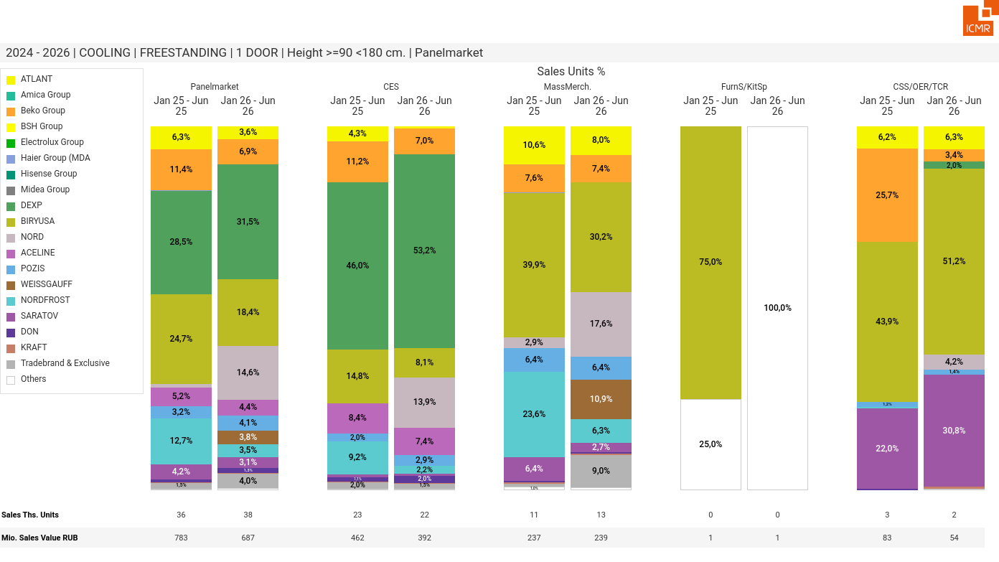 ICMR
2024 - 2026 | COOLING | FREESTANDING | 1 DOOR | Height >=90 <180 cm. | Panelmarket
Sales Units %
ATLANT
Amica Group
Beko Group
BSH Group
Electrolux Group
Haier Group (MDA
Hisense Group
Midea Group
DEXP
BIRYUSA
NORD
ACELINE
POZIS
WEISSGAUFF
NORDFROST
SARATOV
DON
KRAFT
Tradebrand & Exclusive
Others
Panelmarket
Jan 25 - Jun
25
6,3%
11,4%
28,5%
24,7%
5,2%
3,2%
12,7%
4,2%
1,5%
Jan 26 - Jun
26
3,6%
6,9%
31,5%
18,4%
14,6%
4,4%
4,1%
3,8%
3,5%
3,1%
1,3%
4,0%
CES
Jan 25 - Jun
25
4,3%
11,2%
46,0%
14,8%
8,4%
2,0%
9,2%
1,1%
2,0%
Jan 26 - Jun
26
7,0%
53,2%
8,1%
13,9%
7,4%
2,9%
2,2%
2,0%
1,5%
MassMerch.
Jan 25 - Jun
25
10,6%
7,6%
39,9%
2,9%
6,4%
23,6%
6,4%
1,0%
Jan 26 - Jun
26
8,0%
7,4%
30,2%
17,6%
6,4%
10,9%
6,3%
2,7%
9,0%
FurnS/KitSp
Jan 25 - Jun
25
75,0%
25,0%
Jan 26 - Jun
26
100,0%
CSS/OER/TCR
Jan 25 - Jun
25
6,2%
25,7%
43,9%
1,2%
22,0%
Jan 26 - Jun
26
6,3%
3,4%
2,0%
51,2%
4,2%
1,4%
30,8%
Sales Ths. Units 36 38 23 22 11 13 0 0 3 2
Mio. Sales Value RUB 783 687 462 392 237 239 1 1 83 54